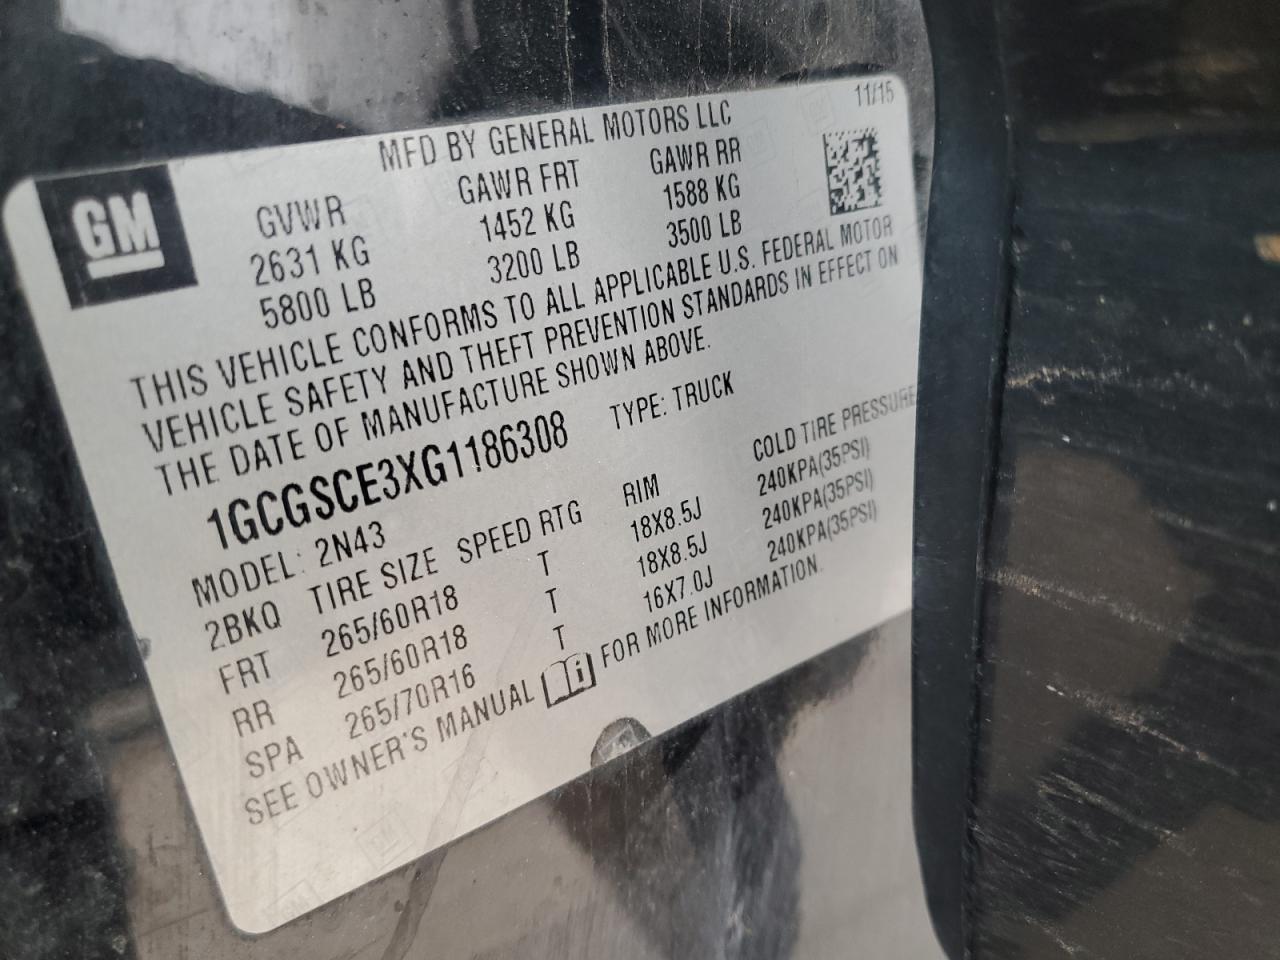 11/15
MFD BY GENERAL MOTORS LLC
GM
GVWR GAWR FRT GAWR RR
2631 KG 1452 KG 1588 KG
5800 LB 3200 LB 3500 LB
THIS VEHICLE CONFORMS TO ALL APPLICABLE U.S. FEDERAL MOTOR
VEHICLE SAFETY AND THEFT PREVENTION STANDARDS IN EFFECT ON
THE DATE OF MANUFACTURE SHOWN ABOVE.
1GCGSCE3XG1186308 TYPE: TRUCK
MODEL: 2N43
2BKQ TIRE SIZE SPEED RTG RIM COLD TIRE PRESSURE
FRT 265/60R18 T 18X8.5J 240KPA(35PSI)
RR 265/60R18 T 18X8.5J 240KPA(35PSI)
SPA 265/70R16 T 16X7.0J 240KPA(35PSI)
SEE OWNER'S MANUAL FOR MORE INFORMATION.